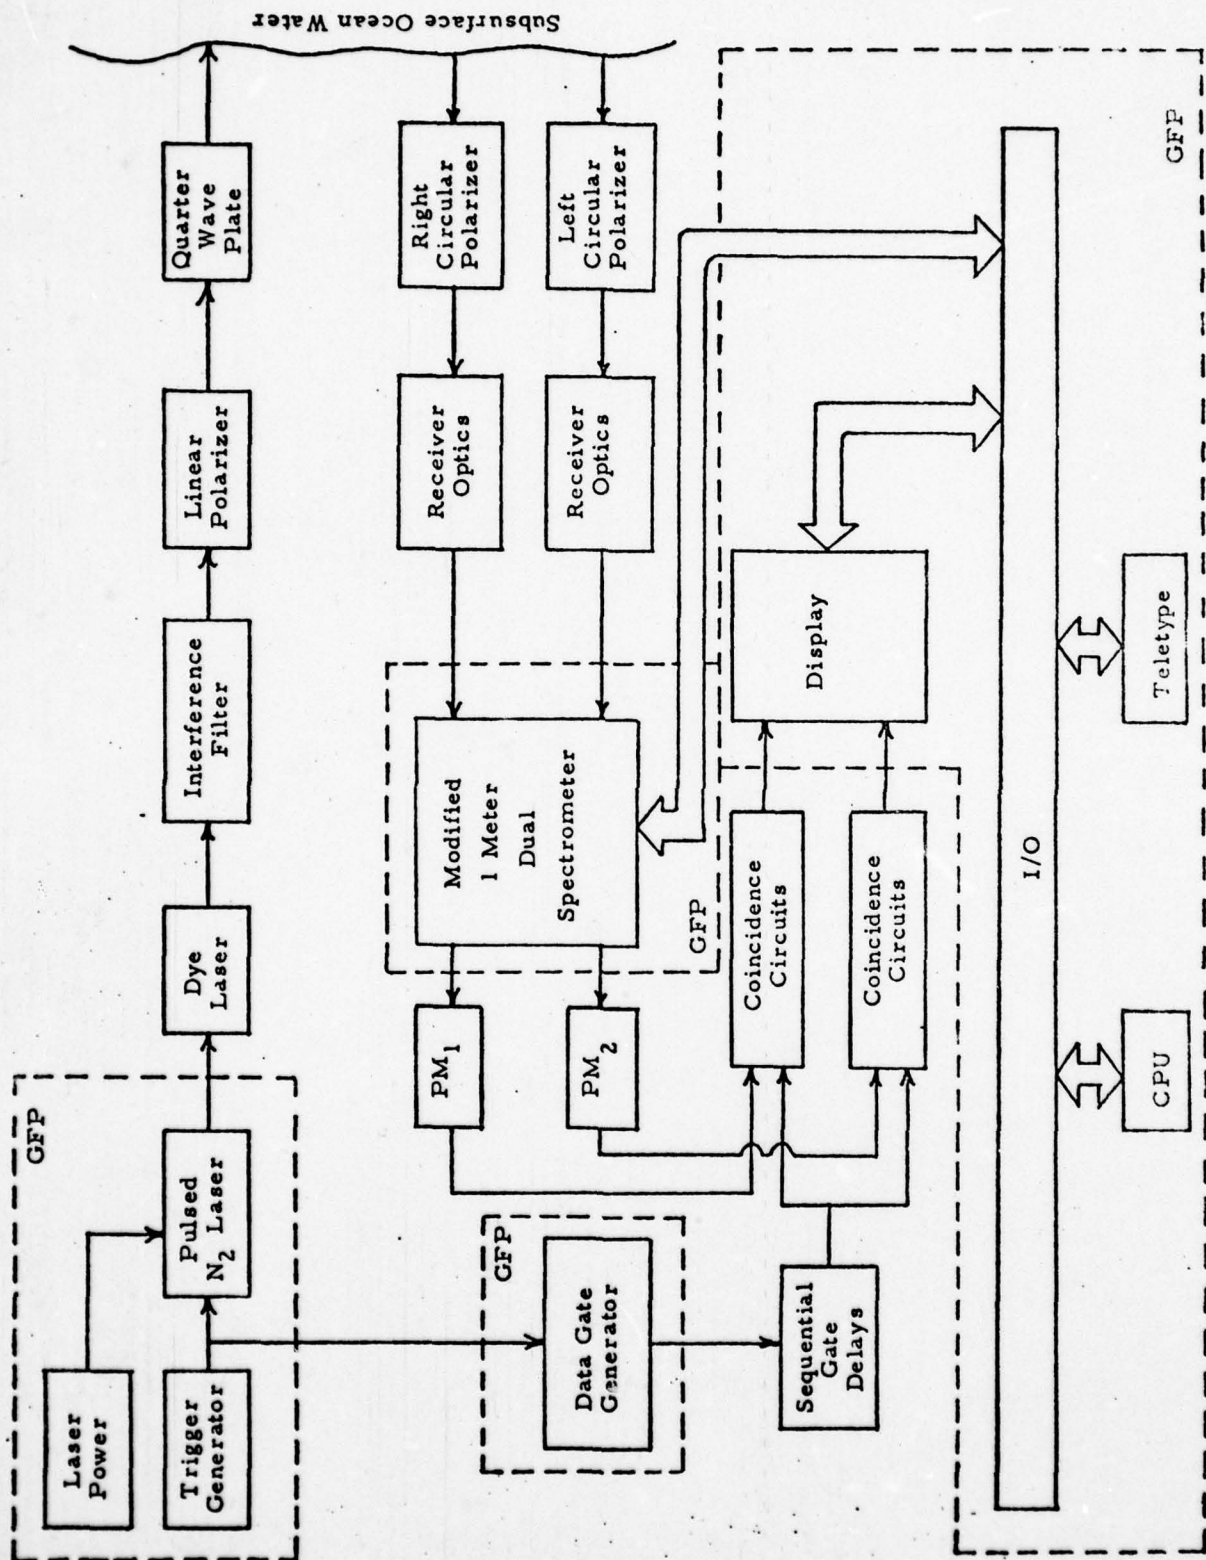 Subsurface Ocean Water
Laser
Power
Trigger
Generator
GFP
Pulsed
N2 Laser
Dye
Laser
Interference
Filter
Linear
Polarizer
Quarter
Wave
Plate
Right
Circular
Polarizer
Left
Circular
Polarizer
Receiver
Optics
Receiver
Optics
Modified
1 Meter
Dual
Spectrometer
GFP
PM1
PM2
GFP
Data Gate
Generator
Sequential
Gate
Delays
Coincidence
Circuits
Coincidence
Circuits
Display
GFP
I/O
CPU
Teletype